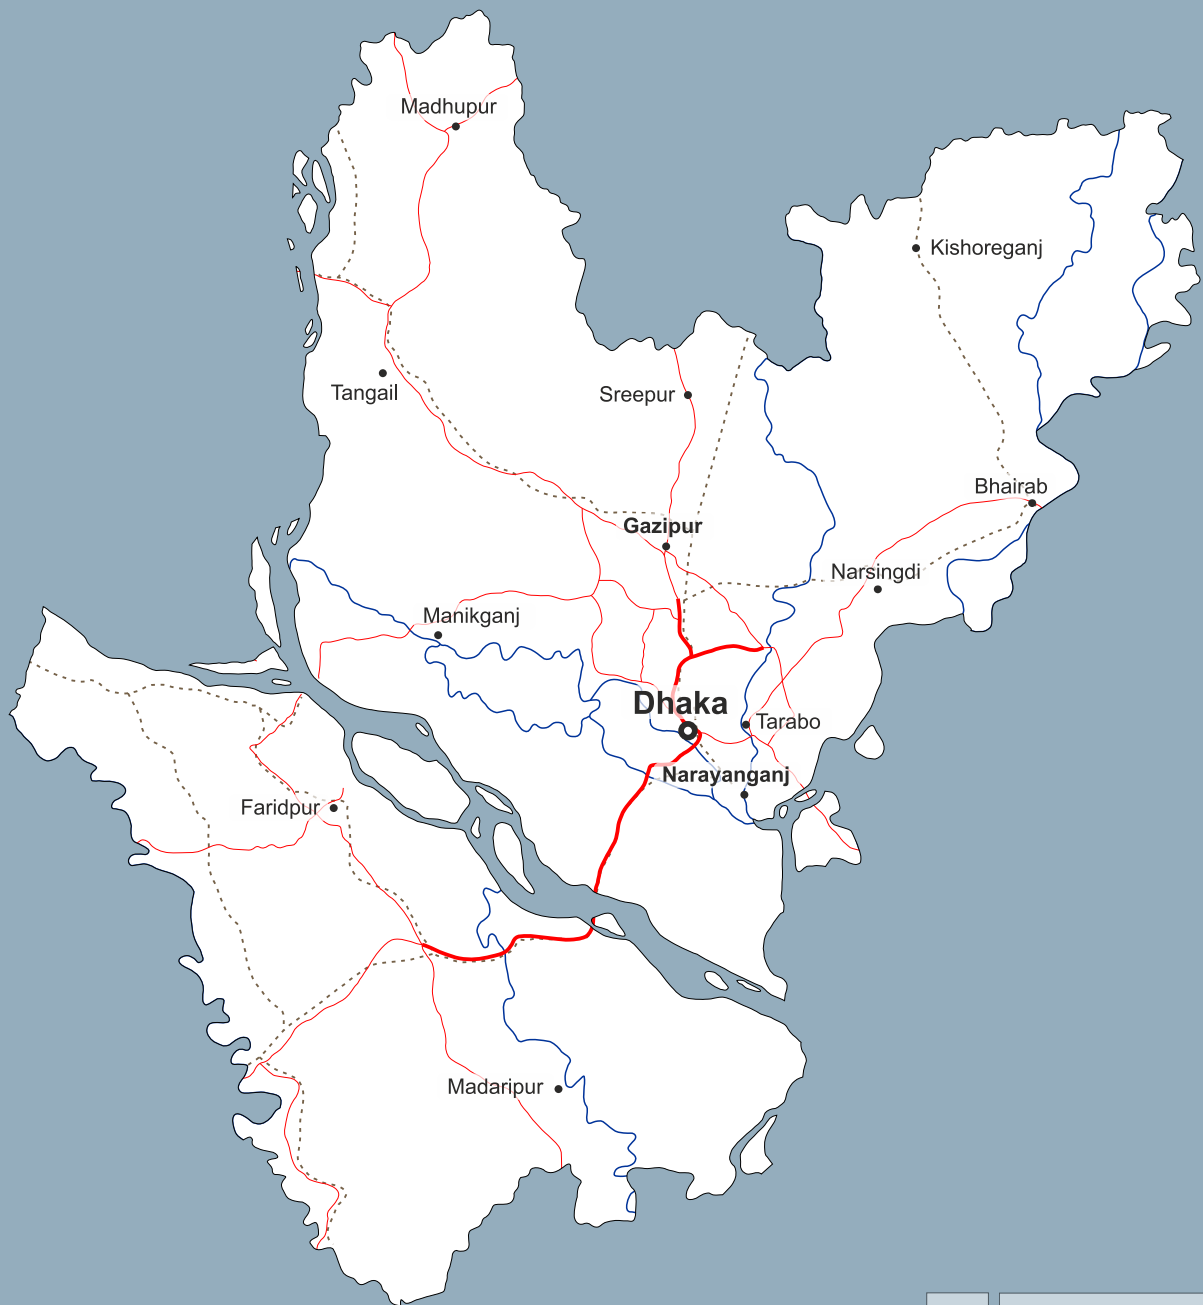 Madhupur
Kishoreganj
Tangail
Sreepur
Bhairab
Gazipur
Narsingdi
Manikganj
Dhaka
Tarabo
Narayanganj
Faridpur
Madaripur